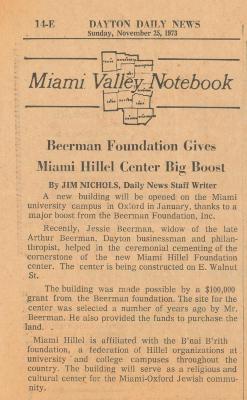 14-E DAYTON DAILY NEWS
Sunday, November 25, 1973
Miami Valley Notebook
Beerman Foundation Gives
Miami Hillel Center Big Boost
By JIM NICHOLS, Daily News Staff Writer
A new building will be opened on the Miami
university campus in Oxford in January, thanks to a
major boost from the Beerman Foundation, Inc.
Recently, Jessie Beerman, widow of the late
Arthur Beerman, Dayton businessman and philan-
thropist, helped in the ceremonial cementing of the
cornerstone of the new Miami Hillel Foundation
center. The center is being constructed on E. Walnut
St.
The building was made possible by a $100,000
grant from the Beerman foundation. The site for the
center was selected a number of years ago by Mr.
Beerman. He also provided the funds to purchase the
land.
Miami Hillel is affiliated with the B'nai B'rith
foundation, a federation of Hillel organizations at
university and college campuses throughout the
country. The building will serve as a religious and
cultural center for the Miami-Oxford Jewish commu-
nity.